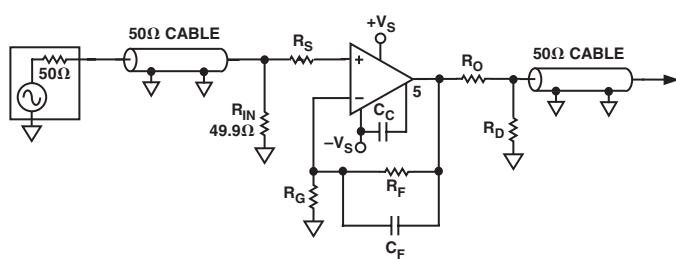 50Ω CABLE
+VS
RS
RO
50Ω CABLE
50Ω
+
–
5
RIN
49.9Ω
CC
–VS
RD
RG
RF
CF